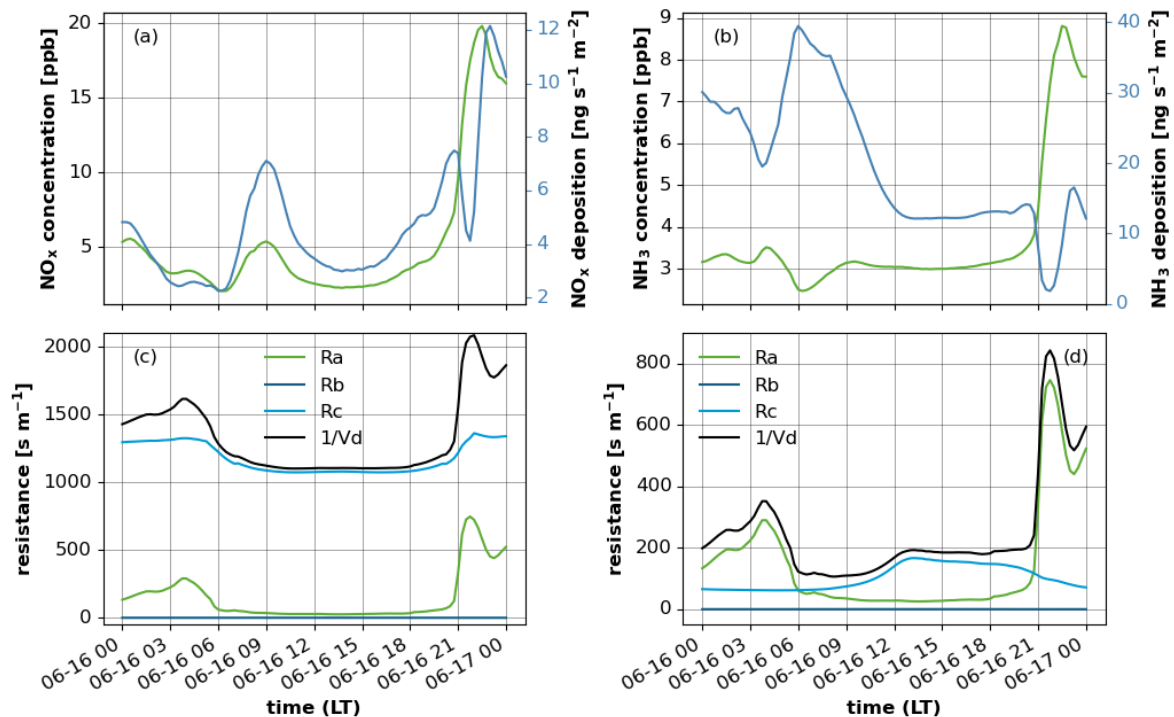 (a)
NOx concentration [ppb]
20
15
10
5
12
10
8
6
4
2
NOx deposition [ng s−1 m−2]
(b)
NH3 concentration [ppb]
9
8
7
6
5
4
3
40
30
20
10
0
NH3 deposition [ng s−1 m−2]
(c)
Ra
Rb
Rc
1/Vd
resistance [s m−1]
2000
1500
1000
500
0
06-16 00
06-16 03
06-16 06
06-16 09
06-16 12
06-16 15
06-16 18
06-16 21
06-17 00
time (LT)
(d)
Ra
Rb
Rc
1/Vd
resistance [s m−1]
800
600
400
200
0
06-16 00
06-16 03
06-16 06
06-16 09
06-16 12
06-16 15
06-16 18
06-16 21
06-17 00
time (LT)